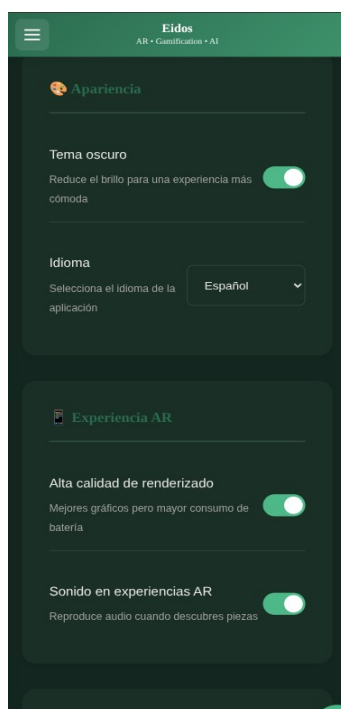 Eidos
AR • Gamification • AI
🎨 Apariencia
Tema oscuro
Reduce el brillo para una experiencia más
cómoda
Idioma
Selecciona el idioma de la
aplicación
Español
📱 Experiencia AR
Alta calidad de renderizado
Mejores gráficos pero mayor consumo de
batería
Sonido en experiencias AR
Reproduce audio cuando descubres piezas